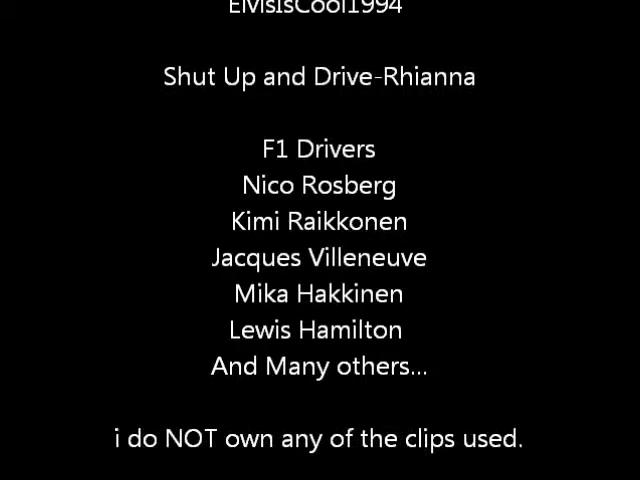 ElvisIsCool1994
Shut Up and Drive-Rhianna
F1 Drivers
Nico Rosberg
Kimi Raikkonen
Jacques Villeneuve
Mika Hakkinen
Lewis Hamilton
And Many others...
i do NOT own any of the clips used.